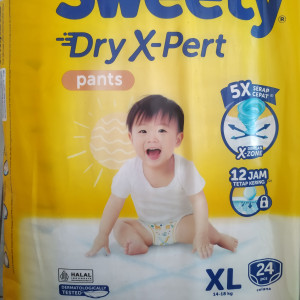 Sweety
Dry X-Pert
pants
5X SERAP
CEPAT
X-ZONE
12 JAM
TETAP KERING
HALAL
DERMATOLOGICALLY
TESTED
XL
24